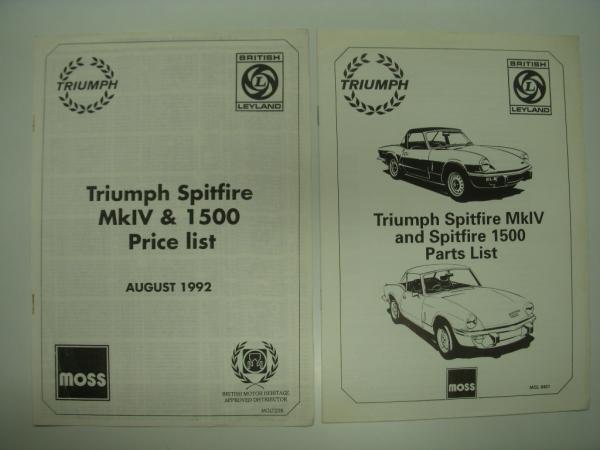 TRIUMPH
BRITISH
L
LEYLAND
Triumph Spitfire
MkIV & 1500
Price list
AUGUST 1992
moss
BRITISH MOTOR HERITAGE
APPROVED DISTRIBUTOR
TRIUMPH
BRITISH
L
LEYLAND
Triumph Spitfire MkIV
and Spitfire 1500
Parts List
moss